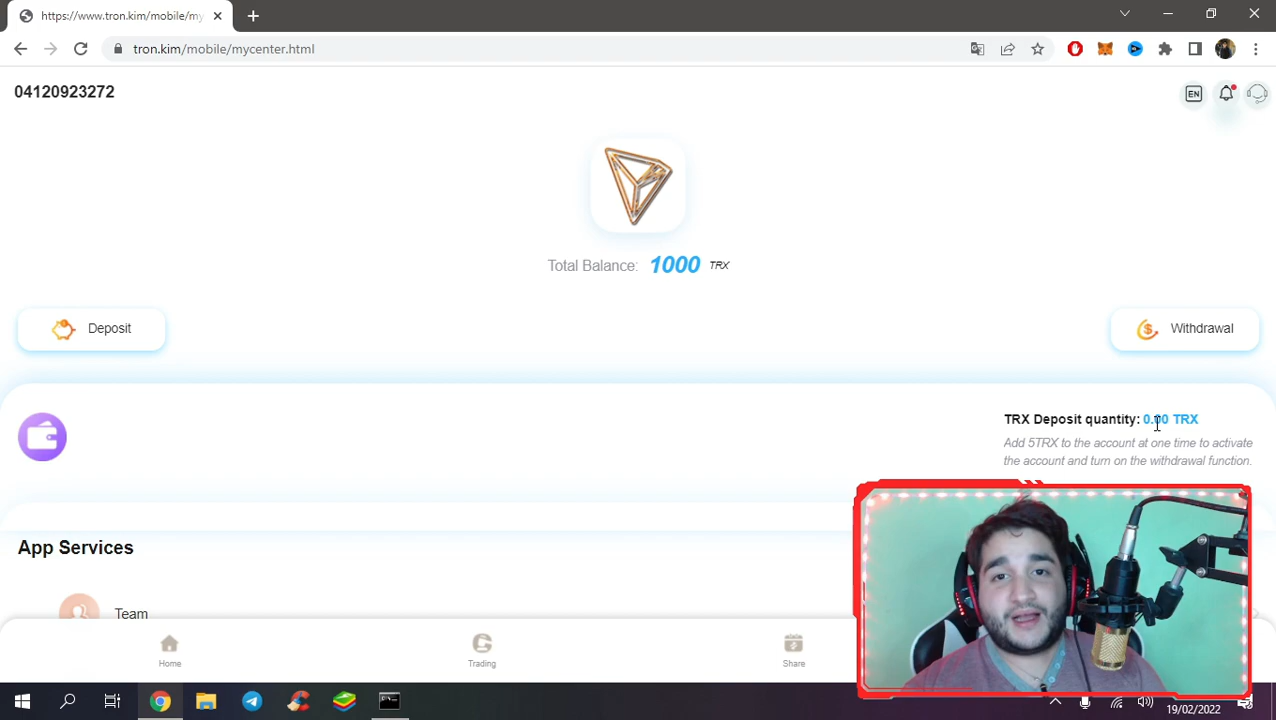 https://www.tron.kim/mobile/my
tron.kim/mobile/mycenter.html
04120923272
EN
Total Balance: 1000 TRX
Deposit
Withdrawal
TRX Deposit quantity: 0.00 TRX
Add 5TRX to the account at one time to activate
the account and turn on the withdrawal function.
App Services
Team
Home
Trading
Share
19/02/2022